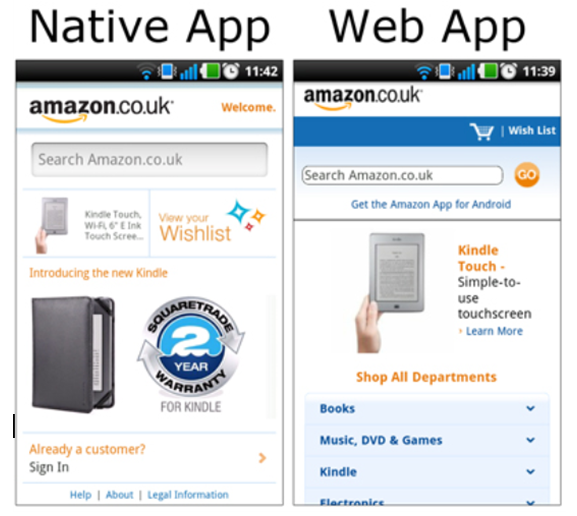 Native App
11:42
amazon.co.uk
Welcome.
Search Amazon.co.uk
Kindle Touch,
Wi-Fi, 6" E Ink
Touch Scree...
View your
Wishlist
Introducing the new Kindle
SQUARETRADE
2
YEAR
WARRANTY
FOR KINDLE
Already a customer?
Sign In
Help | About | Legal Information
Web App
11:39
amazon.co.uk
| Wish List
Search Amazon.co.uk
GO
Get the Amazon App for Android
Kindle
Touch -
Simple-to-
use
touchscreen
› Learn More
Shop All Departments
Books
Music, DVD & Games
Kindle
Electronics